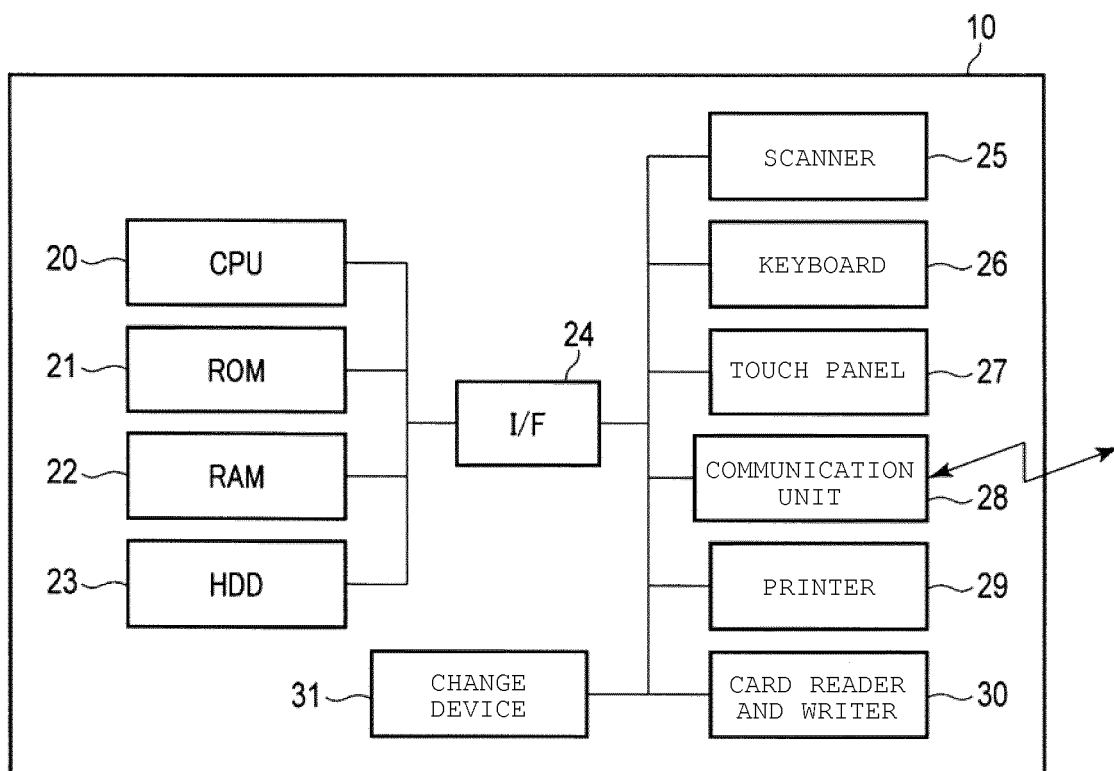 10
SCANNER
25
20
CPU
KEYBOARD
26
21
ROM
24
I/F
TOUCH PANEL
27
22
RAM
COMMUNICATION
UNIT
28
23
HDD
PRINTER
29
31
CHANGE
DEVICE
CARD READER
AND WRITER
30